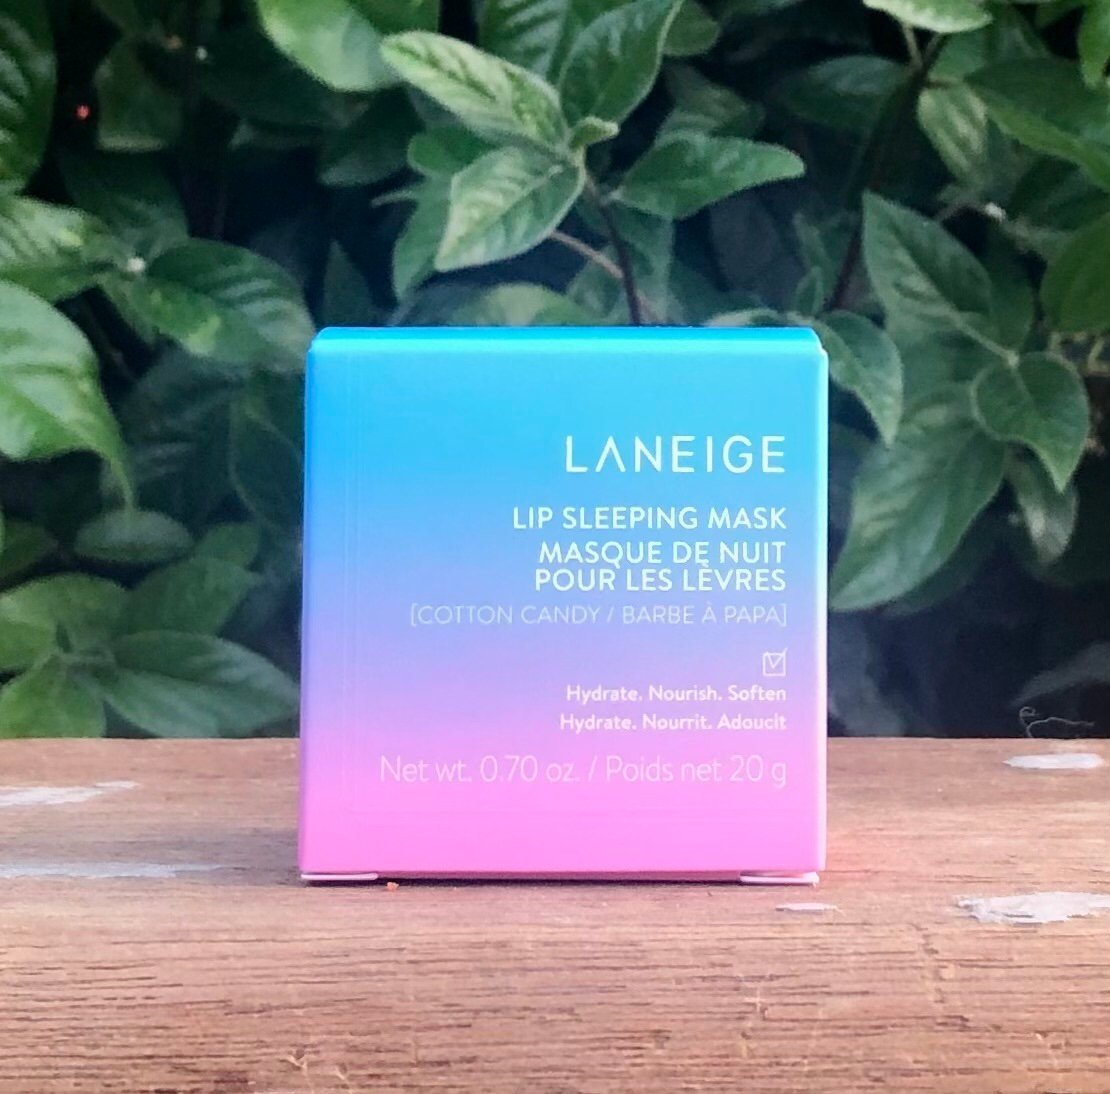 LANEIGE
LIP SLEEPING MASK
MASQUE DE NUIT
POUR LES LÈVRES
[COTTON CANDY / BARBE À PAPA]
Hydrate. Nourish. Soften
Hydrate. Nourrit. Adoucit
Net wt. 0.70 oz. / Poids net 20 g